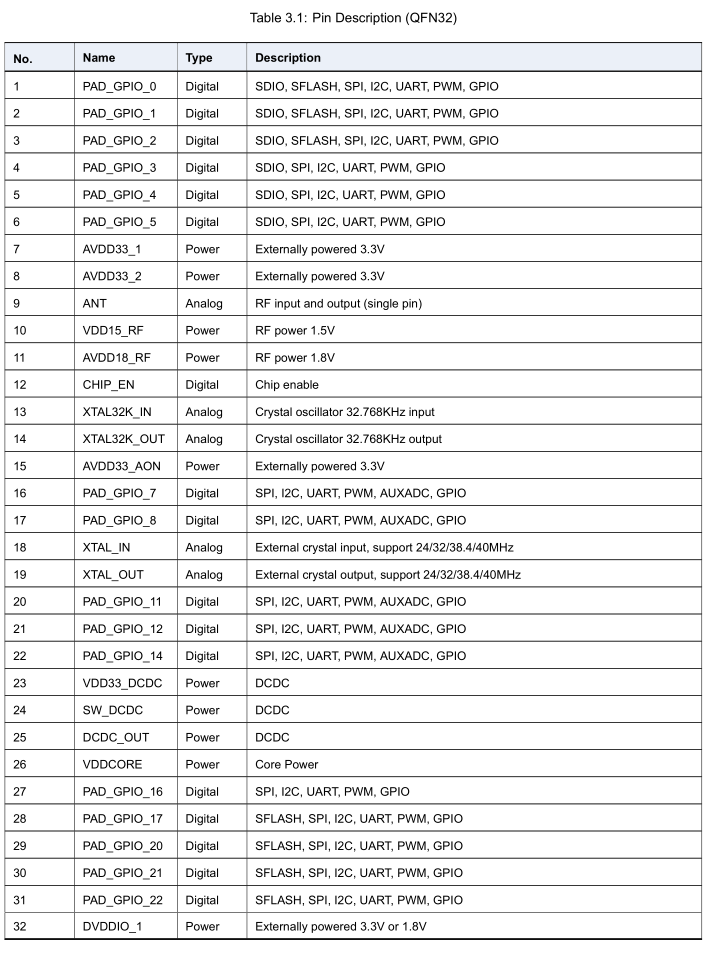 Table 3.1: Pin Description (QFN32)
No. Name Type Description
1 PAD_GPIO_0 Digital SDIO, SFLASH, SPI, I2C, UART, PWM, GPIO
2 PAD_GPIO_1 Digital SDIO, SFLASH, SPI, I2C, UART, PWM, GPIO
3 PAD_GPIO_2 Digital SDIO, SFLASH, SPI, I2C, UART, PWM, GPIO
4 PAD_GPIO_3 Digital SDIO, SPI, I2C, UART, PWM, GPIO
5 PAD_GPIO_4 Digital SDIO, SPI, I2C, UART, PWM, GPIO
6 PAD_GPIO_5 Digital SDIO, SPI, I2C, UART, PWM, GPIO
7 AVDD33_1 Power Externally powered 3.3V
8 AVDD33_2 Power Externally powered 3.3V
9 ANT Analog RF input and output (single pin)
10 VDD15_RF Power RF power 1.5V
11 AVDD18_RF Power RF power 1.8V
12 CHIP_EN Digital Chip enable
13 XTAL32K_IN Analog Crystal oscillator 32.768KHz input
14 XTAL32K_OUT Analog Crystal oscillator 32.768KHz output
15 AVDD33_AON Power Externally powered 3.3V
16 PAD_GPIO_7 Digital SPI, I2C, UART, PWM, AUXADC, GPIO
17 PAD_GPIO_8 Digital SPI, I2C, UART, PWM, AUXADC, GPIO
18 XTAL_IN Analog External crystal input, support 24/32/38.4/40MHz
19 XTAL_OUT Analog External crystal output, support 24/32/38.4/40MHz
20 PAD_GPIO_11 Digital SPI, I2C, UART, PWM, AUXADC, GPIO
21 PAD_GPIO_12 Digital SPI, I2C, UART, PWM, AUXADC, GPIO
22 PAD_GPIO_14 Digital SPI, I2C, UART, PWM, AUXADC, GPIO
23 VDD33_DCDC Power DCDC
24 SW_DCDC Power DCDC
25 DCDC_OUT Power DCDC
26 VDDCORE Power Core Power
27 PAD_GPIO_16 Digital SPI, I2C, UART, PWM, GPIO
28 PAD_GPIO_17 Digital SFLASH, SPI, I2C, UART, PWM, GPIO
29 PAD_GPIO_20 Digital SFLASH, SPI, I2C, UART, PWM, GPIO
30 PAD_GPIO_21 Digital SFLASH, SPI, I2C, UART, PWM, GPIO
31 PAD_GPIO_22 Digital SFLASH, SPI, I2C, UART, PWM, GPIO
32 DVDDIO_1 Power Externally powered 3.3V or 1.8V